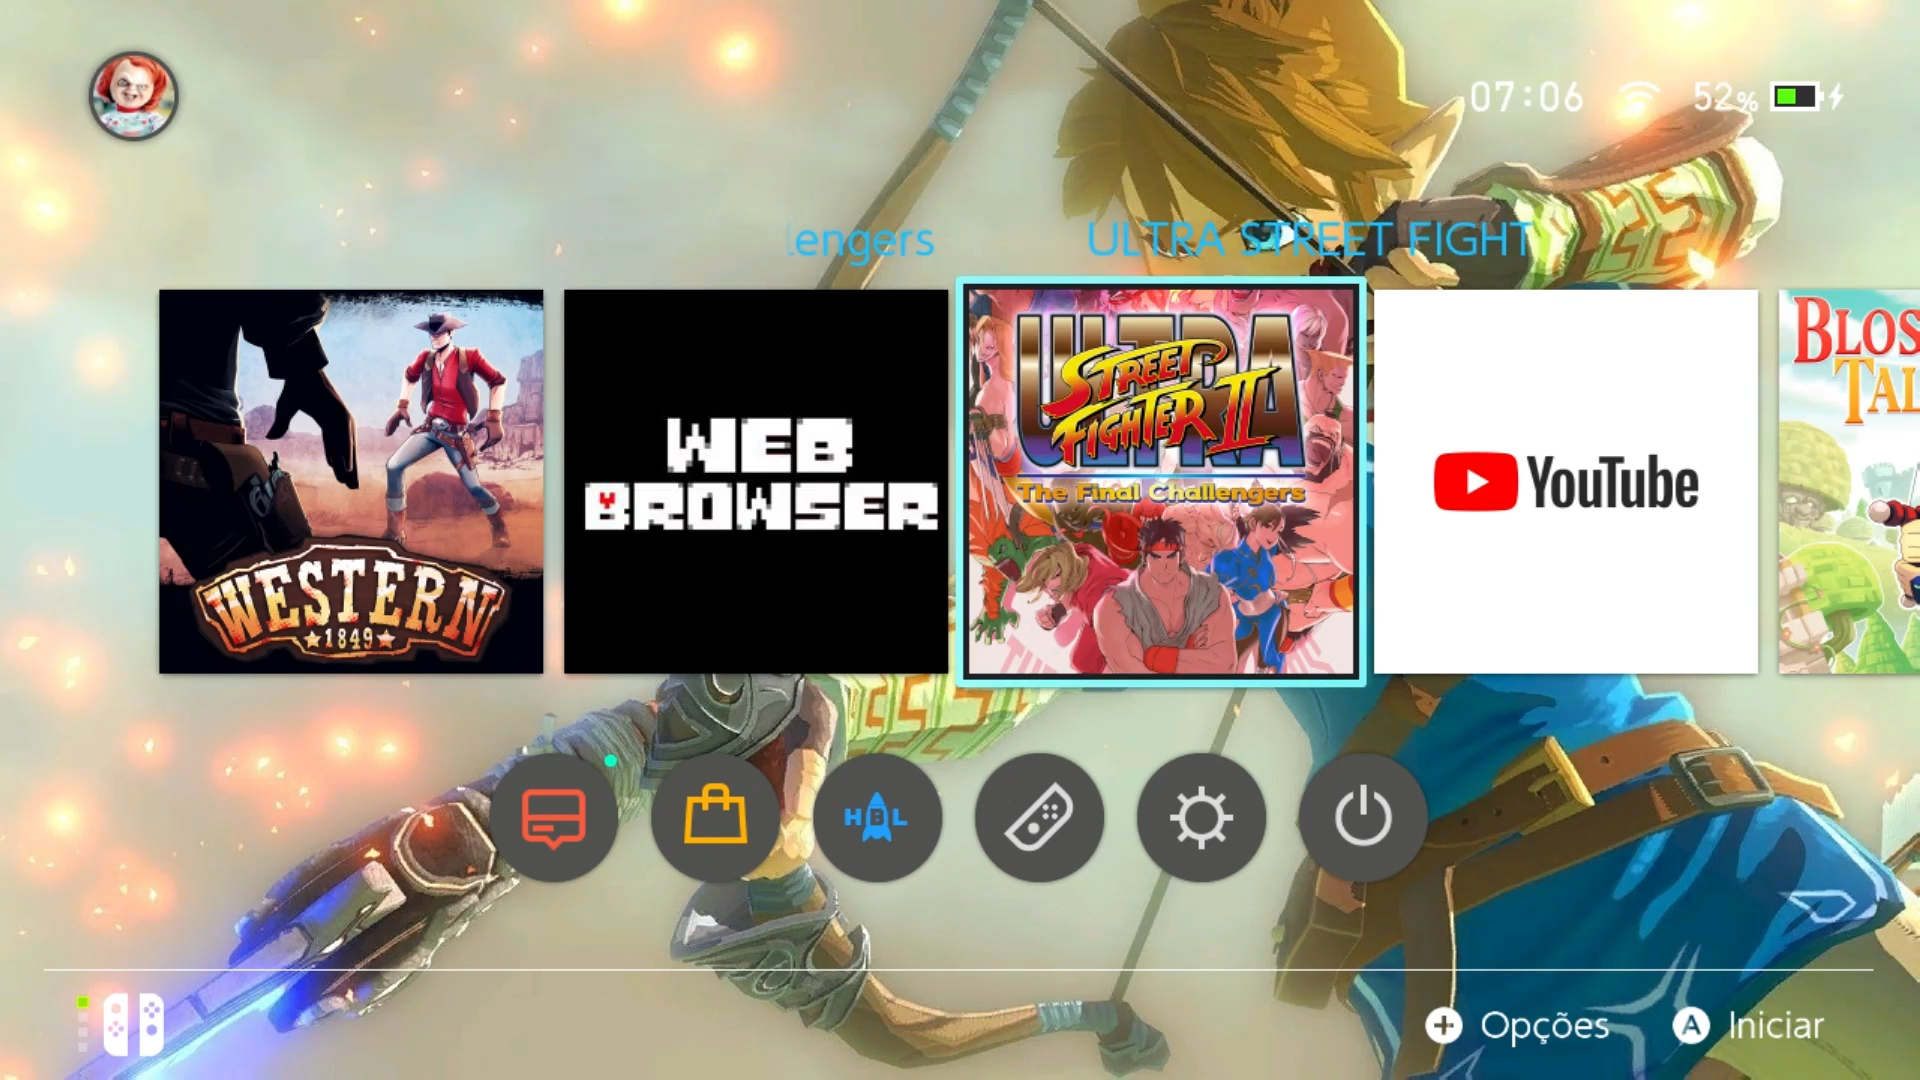 07:06
52%
lengers ULTRA STREET FIGHT
WESTERN
1849
WEB
BROWSER
ULTRA
STREET
FIGHTER II
The Final Challengers
YouTube
BLOS
TAL
HBL
+ Opções
A Iniciar